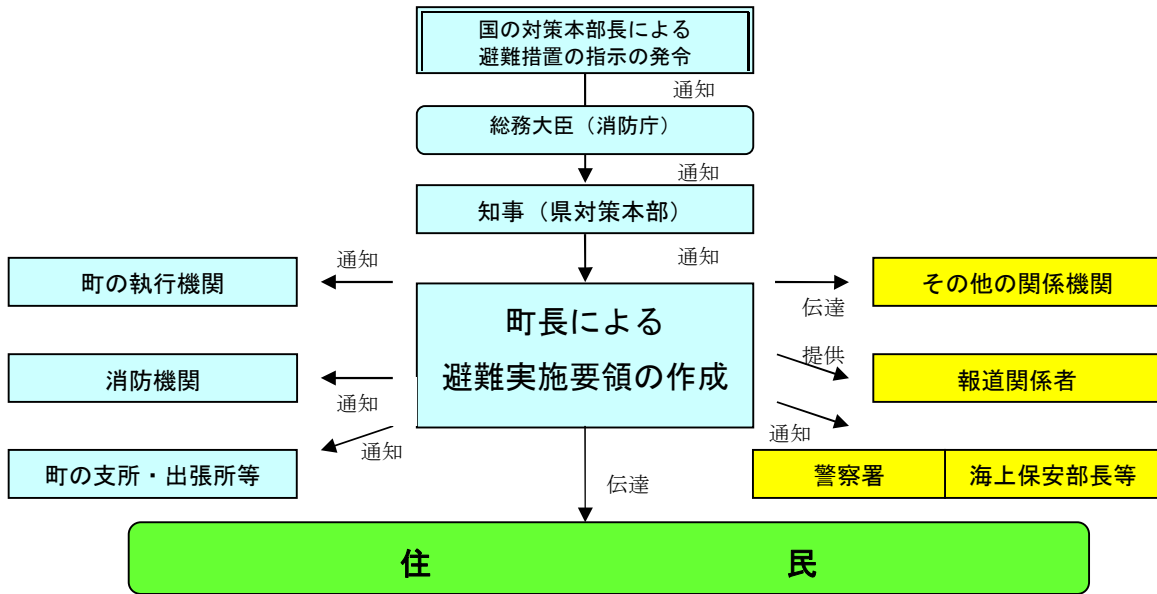 国の対策本部長による
避難措置の指示の発令
通知
総務大臣（消防庁）
通知
知事（県対策本部）
通知
通知
町の執行機関
その他の関係機関
伝達
町長による
避難実施要領の作成
消防機関
通知
提供
報道関係者
通知
町の支所・出張所等
通知
警察署
海上保安部長等
伝達
住 民